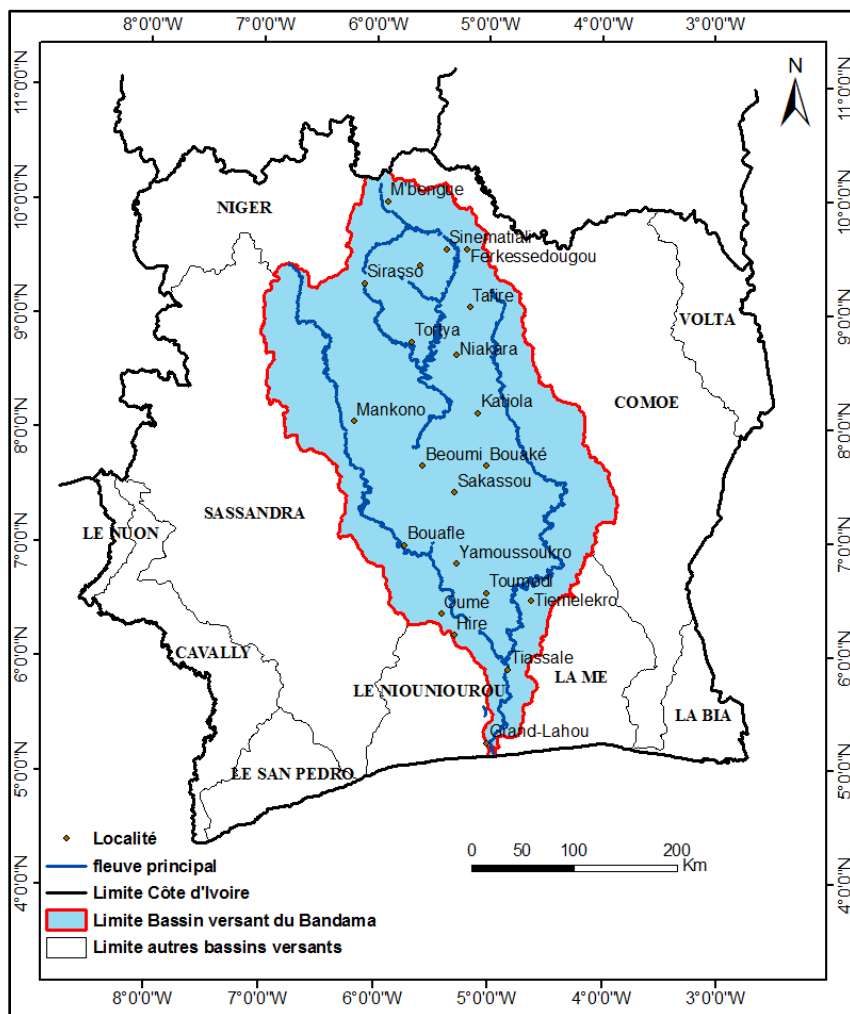 8°0'0"W 7°0'0"W 6°0'0"W 5°0'0"W 4°0'0"W 3°0'0"W
11°0'0"N 11°0'0"N
N
10°0'0"N 10°0'0"N
M'bengue
NIGER
Sinematiali
Ferkessedougou
Sirasso
Tafire
9°0'0"N 9°0'0"N
VOLTA
Tortya
Niakara
COMOE
Katiola
Mankono
8°0'0"N 8°0'0"N
Beoumi Bouaké
Sakassou
SASSANDRA
LE NUON
Bouafle
7°0'0"N 7°0'0"N
Yamoussoukro
Toumodi
Tiemelekro
Oume
Hire
CAVALLY
6°0'0"N 6°0'0"N
Tiassale
LE NIOUNIOUROU
LA ME
LA BIA
Grand-Lahou
LE SAN PEDRO
5°0'0"N 5°0'0"N
Localité
fleuve principal
Limite Côte d'Ivoire
Limite Bassin versant du Bandama
Limite autres bassins versants
0 50 100 200
Km
4°0'0"N 4°0'0"N
8°0'0"W 7°0'0"W 6°0'0"W 5°0'0"W 4°0'0"W 3°0'0"W